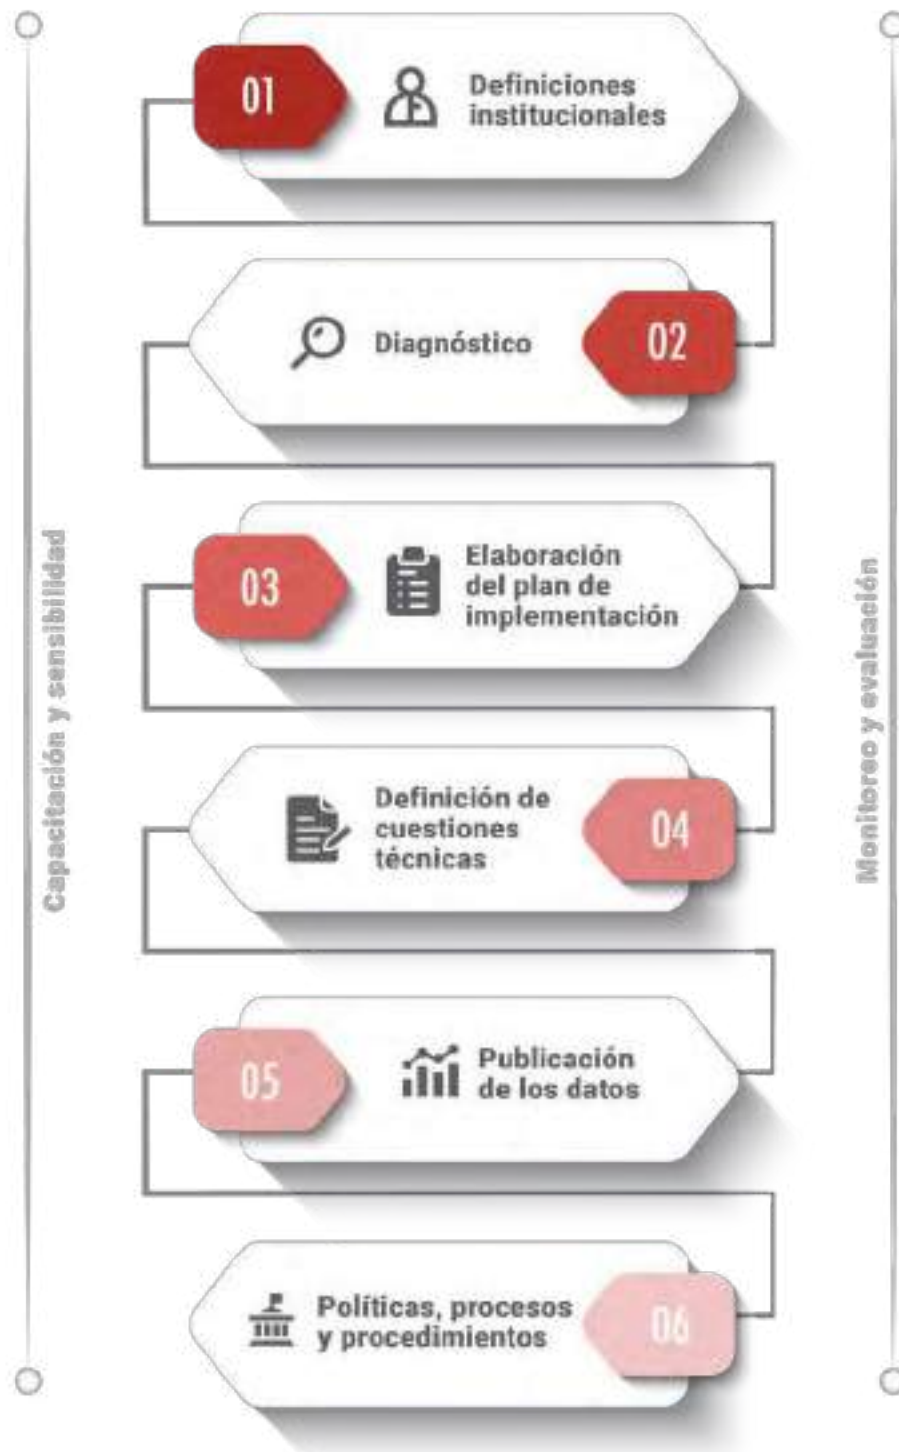 01
Definiciones
institucionales
Diagnóstico
02
03
Elaboración
del plan de
implementación
Definición de
cuestiones
técnicas
04
05
Publicación
de los datos
Políticas, procesos
y procedimientos
06
Capacitación y sensibilidad
Monitoreo y evaluación